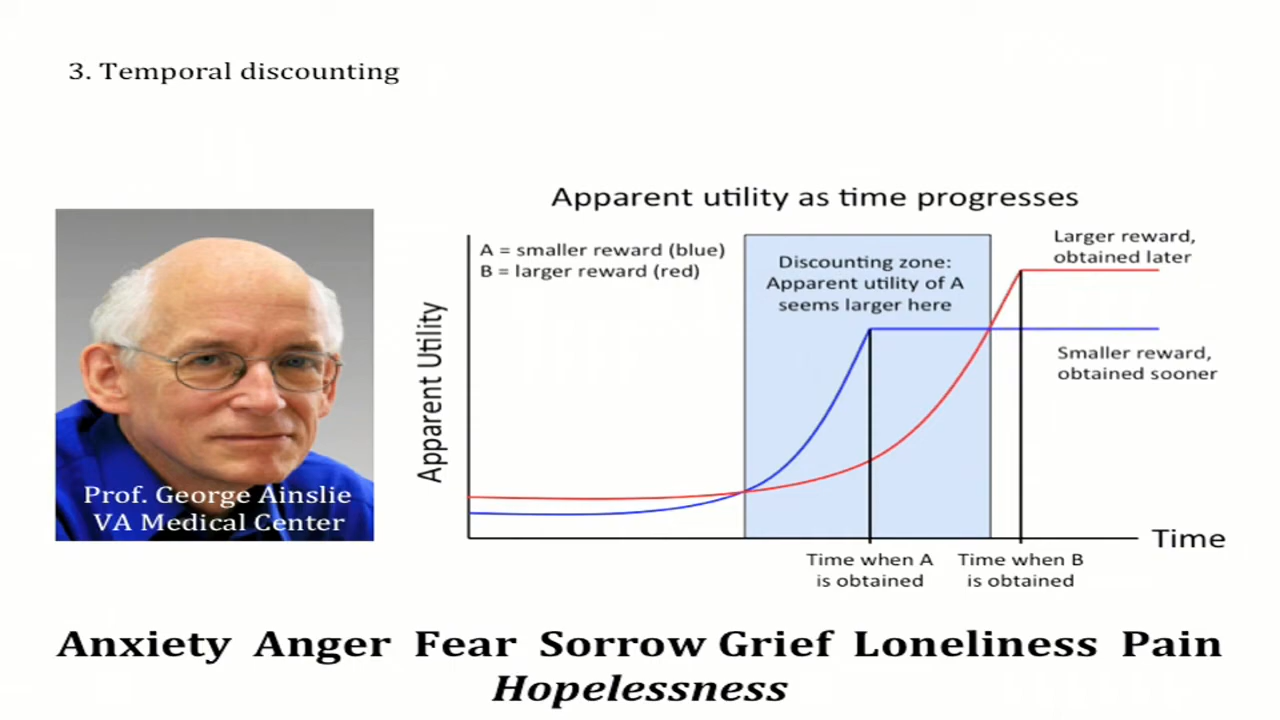 3. Temporal discounting
Prof. George Ainslie
VA Medical Center
Apparent utility as time progresses
Apparent Utility
A = smaller reward (blue)
B = larger reward (red)
Discounting zone:
Apparent utility of A
seems larger here
Larger reward,
obtained later
Smaller reward,
obtained sooner
Time
Time when A
is obtained
Time when B
is obtained
Anxiety Anger Fear Sorrow Grief Loneliness Pain
Hopelessness